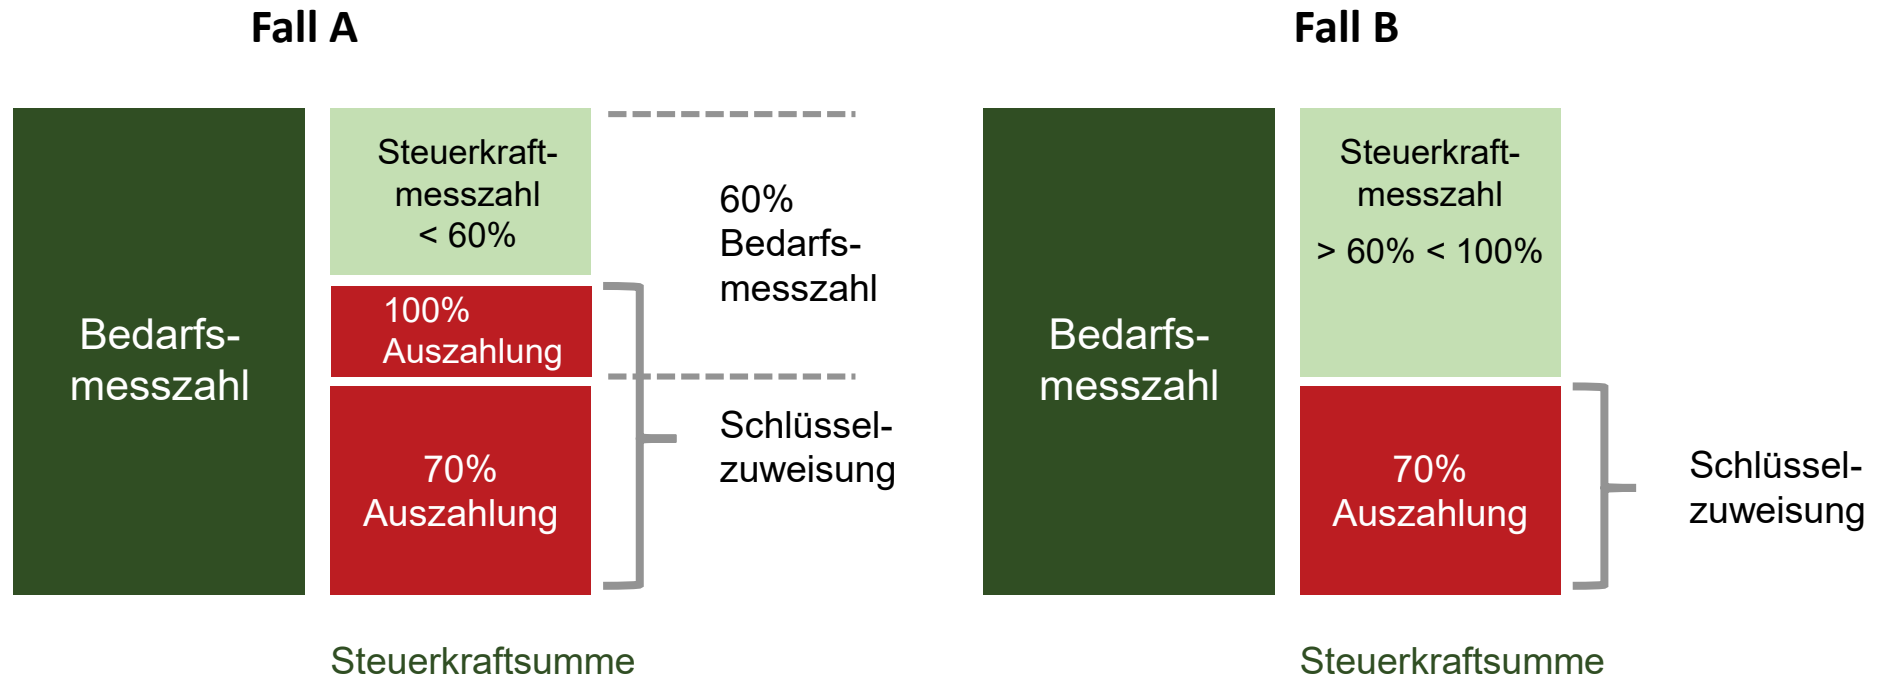 Fall A
Bedarfs-
messzahl
Steuerkraft-
messzahl
< 60%
100%
Auszahlung
70%
Auszahlung
60%
Bedarfs-
messzahl
Schlüssel-
zuweisung
Steuerkraftsumme
Fall B
Bedarfs-
messzahl
Steuerkraft-
messzahl
> 60% < 100%
70%
Auszahlung
Schlüssel-
zuweisung
Steuerkraftsumme